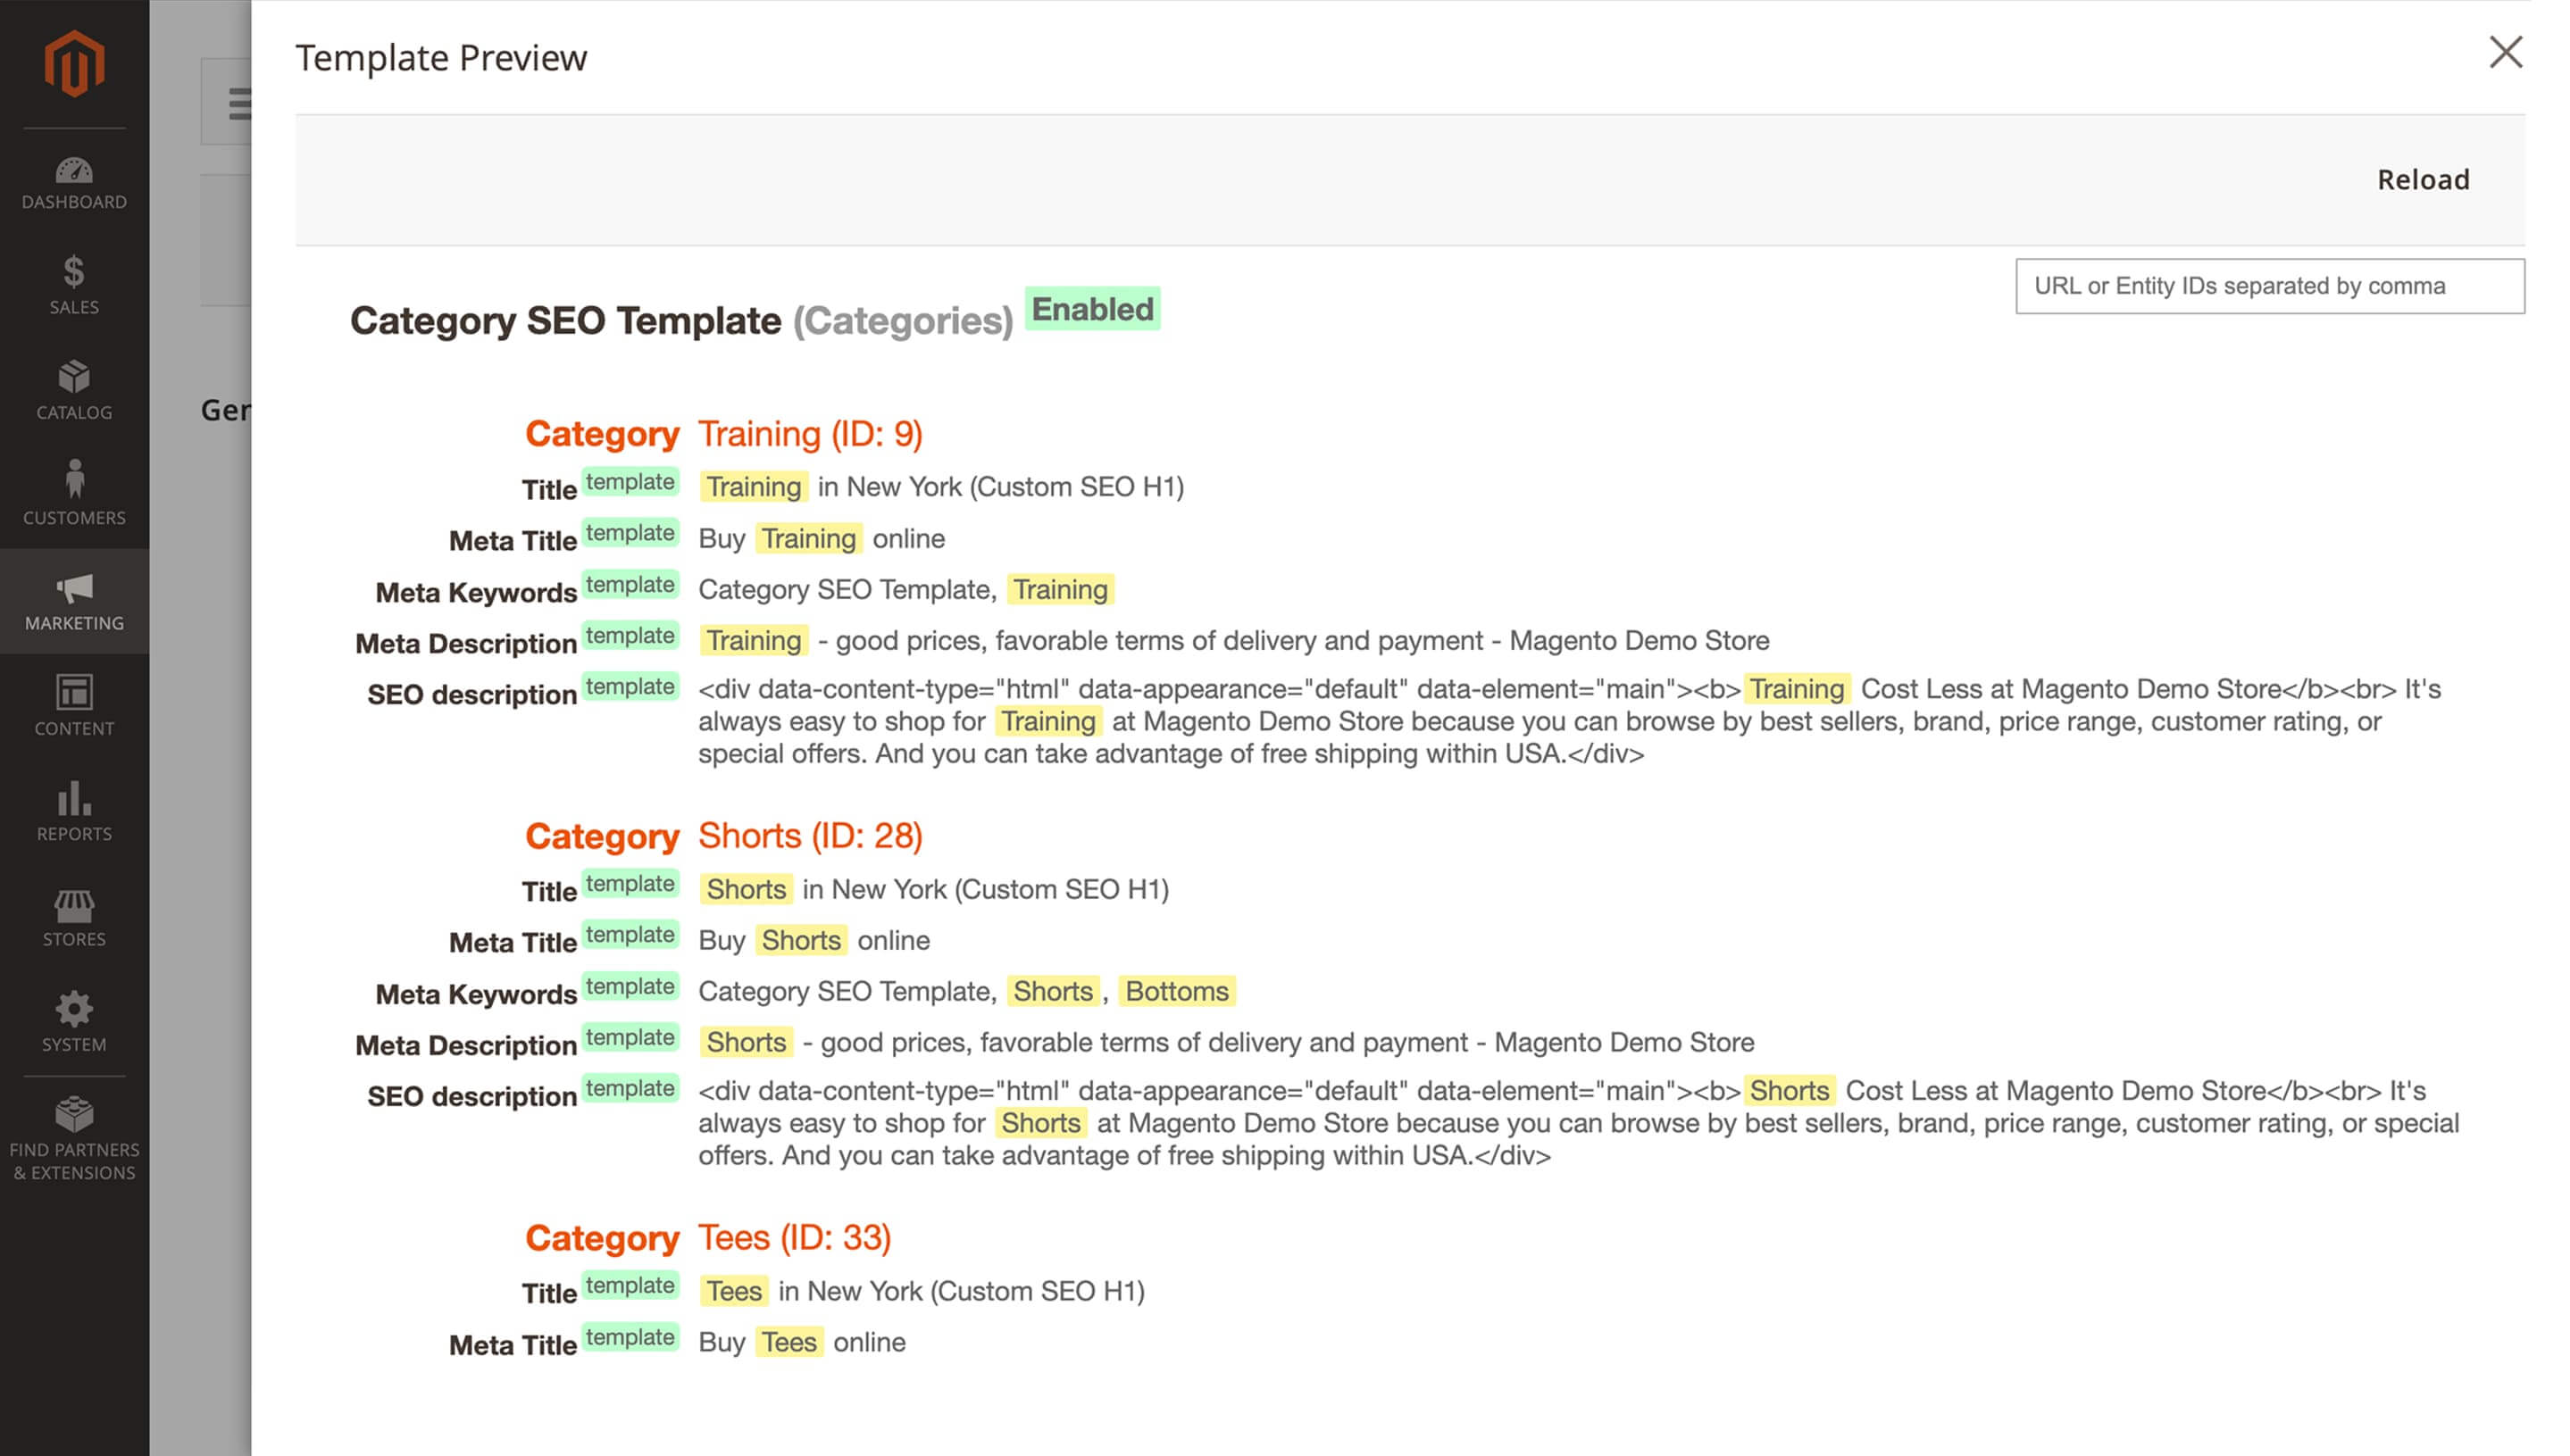 DASHBOARD
SALES
CATALOG
CUSTOMERS
MARKETING
CONTENT
REPORTS
STORES
SYSTEM
FIND PARTNERS
& EXTENSIONS
Ger
Template Preview
Reload
URL or Entity IDs separated by comma
Category SEO Template (Categories) Enabled
Category Training (ID: 9)
Title template Training in New York (Custom SEO H1)
Meta Title template Buy Training online
Meta Keywords template Category SEO Template, Training
Meta Description template Training - good prices, favorable terms of delivery and payment - Magento Demo Store
SEO description template <div data-content-type="html" data-appearance="default" data-element="main"><b> Training Cost Less at Magento Demo Store</b><br> It's
always easy to shop for Training at Magento Demo Store because you can browse by best sellers, brand, price range, customer rating, or
special offers. And you can take advantage of free shipping within USA.</div>
Category Shorts (ID: 28)
Title template Shorts in New York (Custom SEO H1)
Meta Title template Buy Shorts online
Meta Keywords template Category SEO Template, Shorts , Bottoms
Meta Description template Shorts - good prices, favorable terms of delivery and payment - Magento Demo Store
SEO description template <div data-content-type="html" data-appearance="default" data-element="main"><b> Shorts Cost Less at Magento Demo Store</b><br> It's
always easy to shop for Shorts at Magento Demo Store because you can browse by best sellers, brand, price range, customer rating, or special
offers. And you can take advantage of free shipping within USA.</div>
Category Tees (ID: 33)
Title template Tees in New York (Custom SEO H1)
Meta Title template Buy Tees online